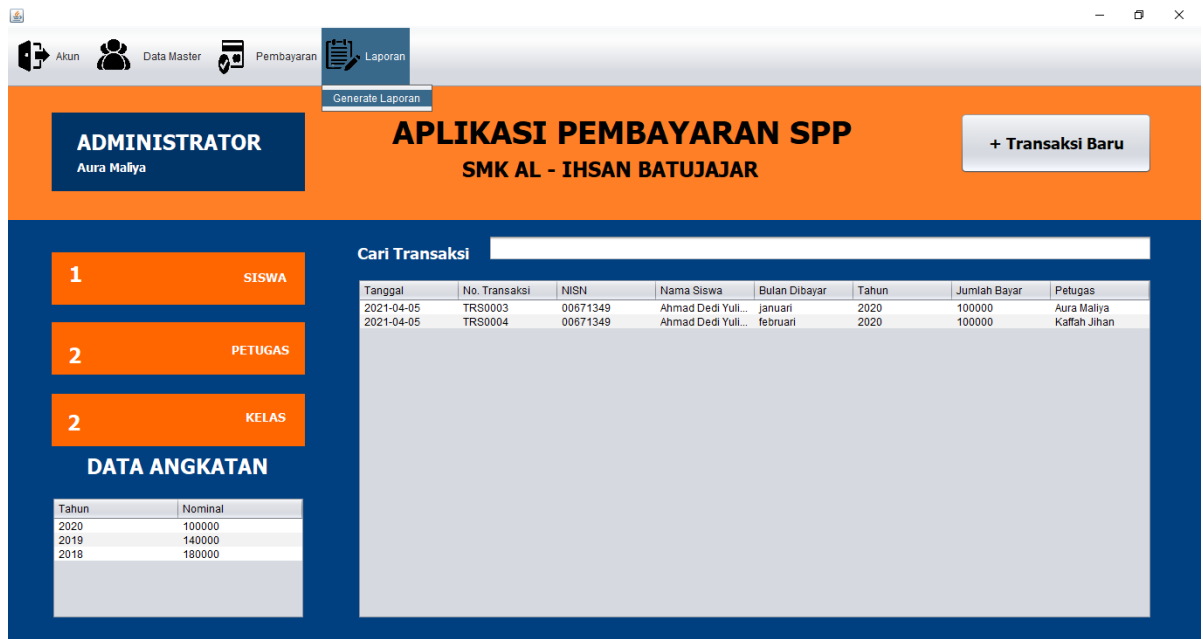 Akun Data Master Pembayaran Laporan
Generate Laporan
ADMINISTRATOR
Aura Maliya
APLIKASI PEMBAYARAN SPP
SMK AL - IHSAN BATUJAJAR
+ Transaksi Baru
1 SISWA
2 PETUGAS
2 KELAS
DATA ANGKATAN
Tahun Nominal
2020 100000
2019 140000
2018 180000
Cari Transaksi
Tanggal No. Transaksi NISN Nama Siswa Bulan Dibayar Tahun Jumlah Bayar Petugas
2021-04-05 TRS0003 00671349 Ahmad Dedi Yuli... januari 2020 100000 Aura Maliya
2021-04-05 TRS0004 00671349 Ahmad Dedi Yuli... februari 2020 100000 Kaffah Jihan